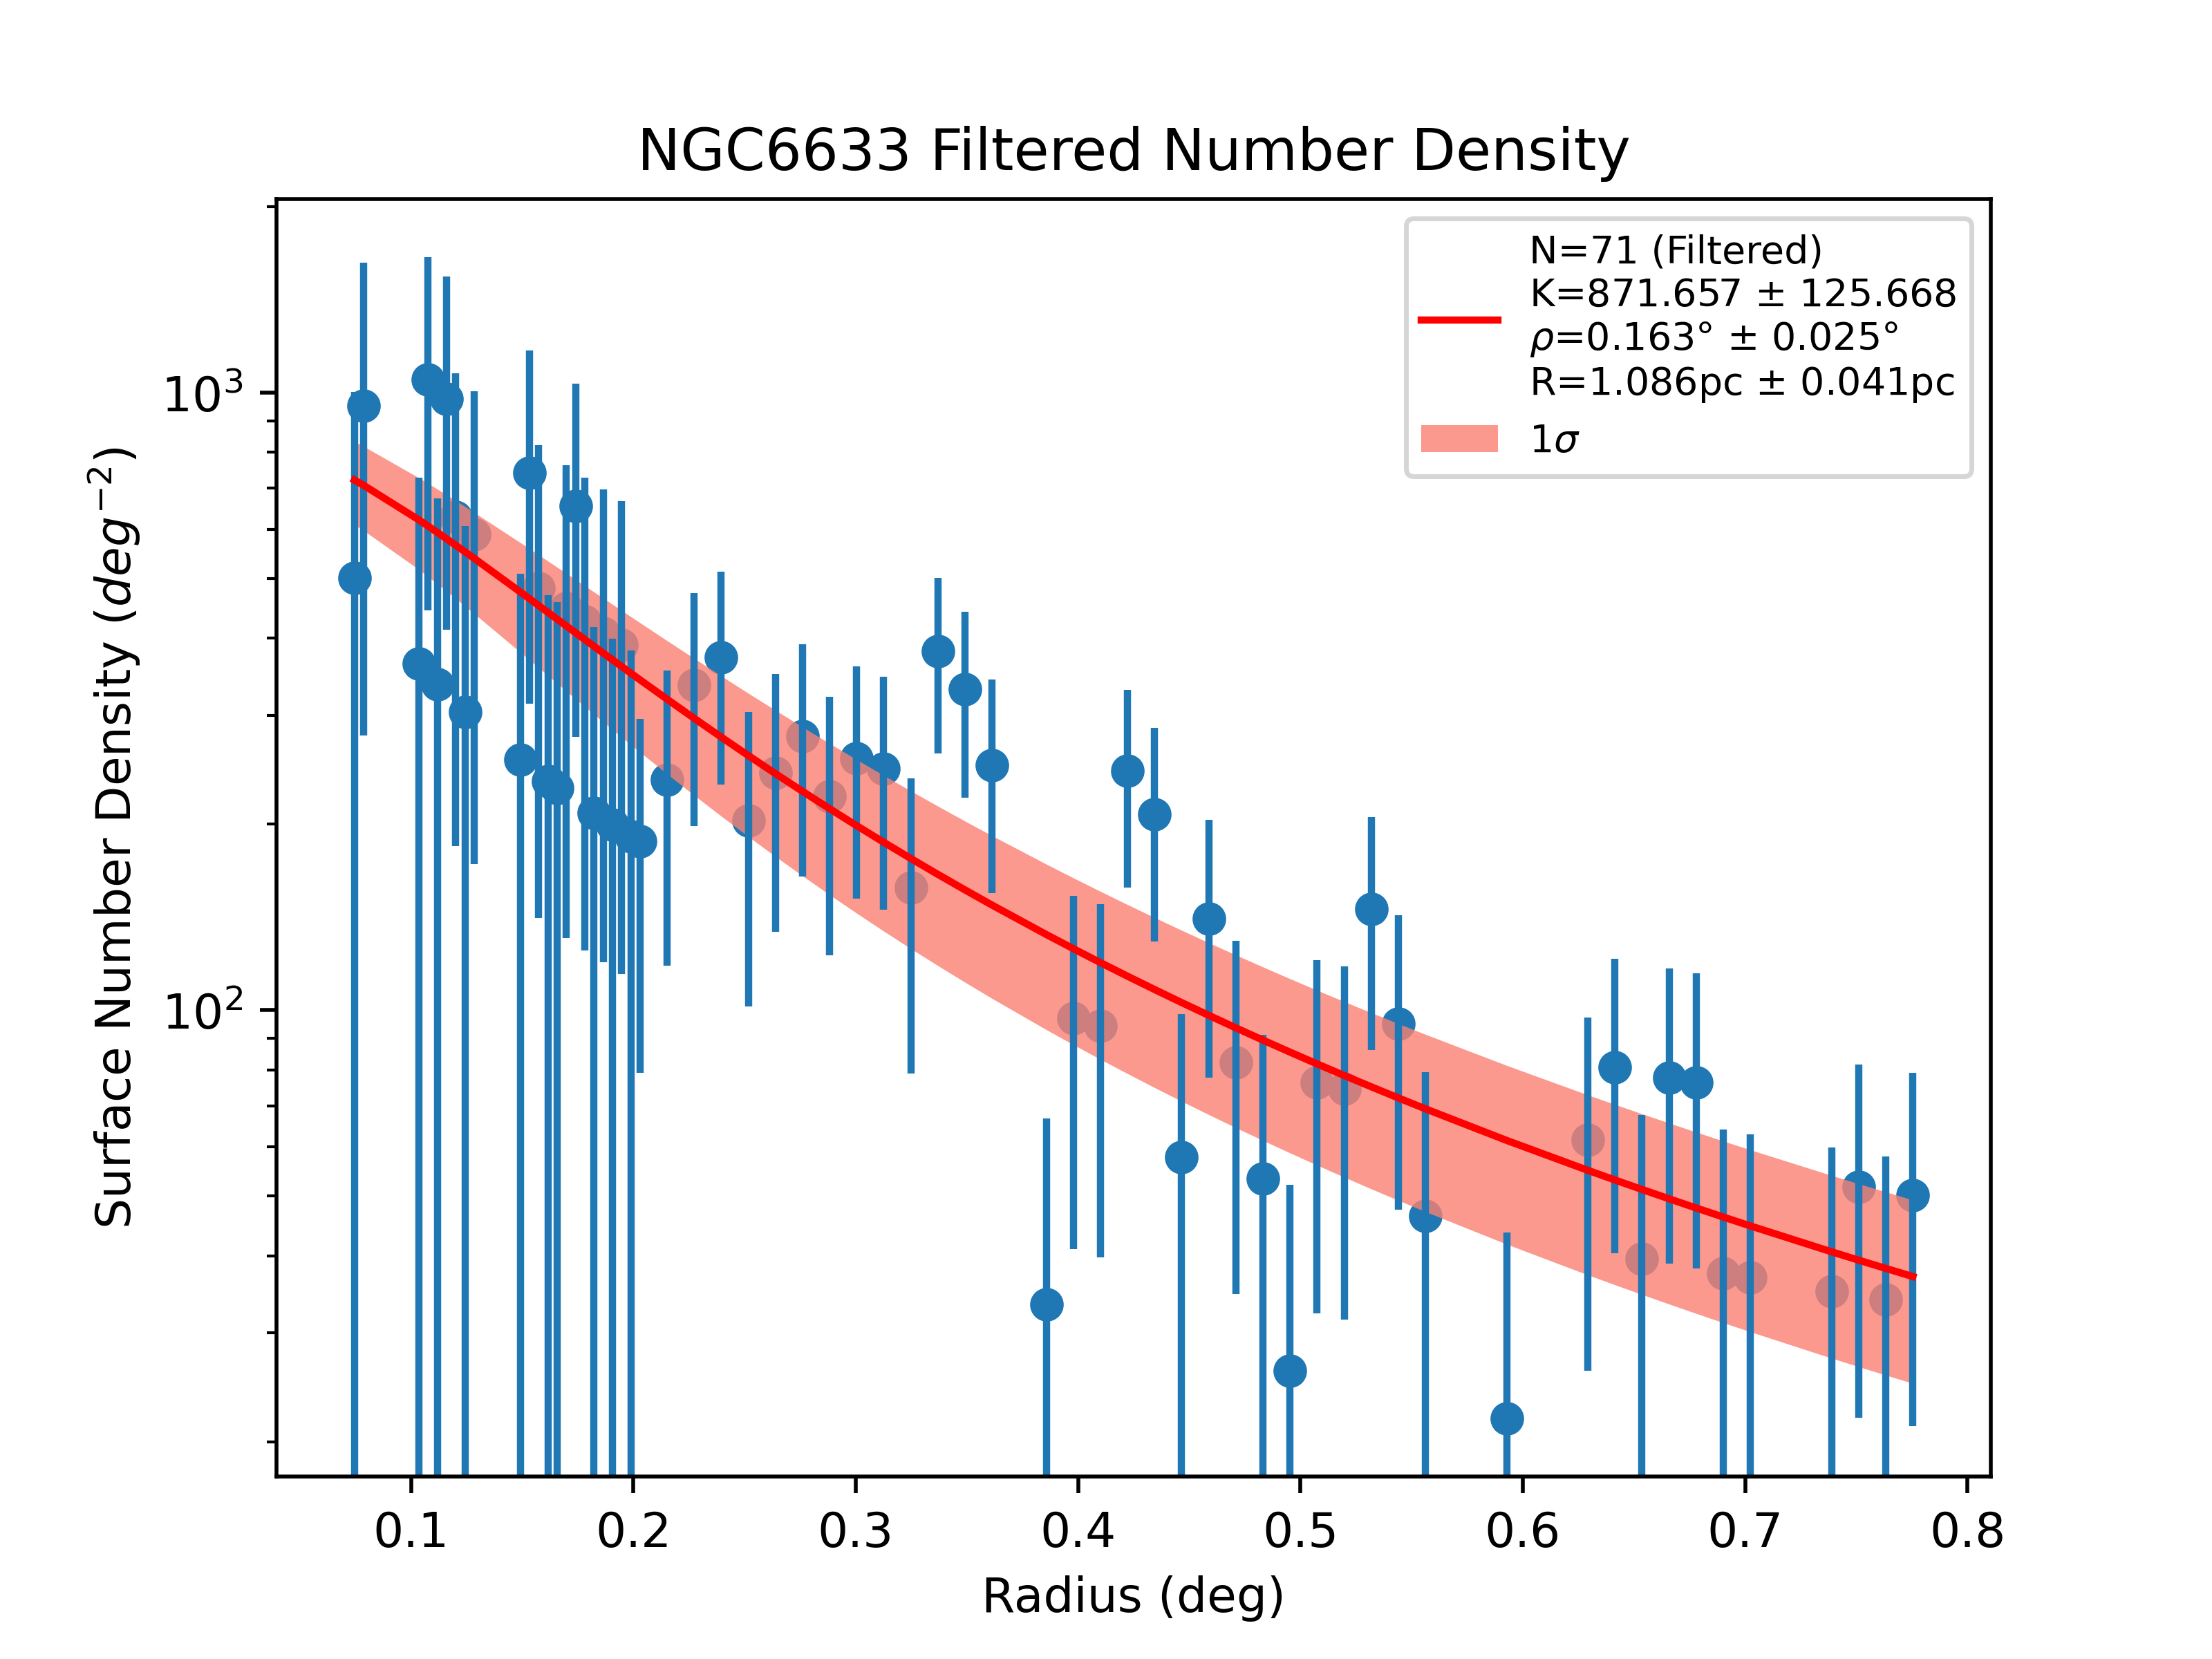 NGC6633 Filtered Number Density
N=71 (Filtered)
K=871.657 ± 125.668
ρ=0.163° ± 0.025°
R=1.086pc ± 0.041pc
1σ
Surface Number Density (deg⁻²)
10³
10²
0.1 0.2 0.3 0.4 0.5 0.6 0.7 0.8
Radius (deg)